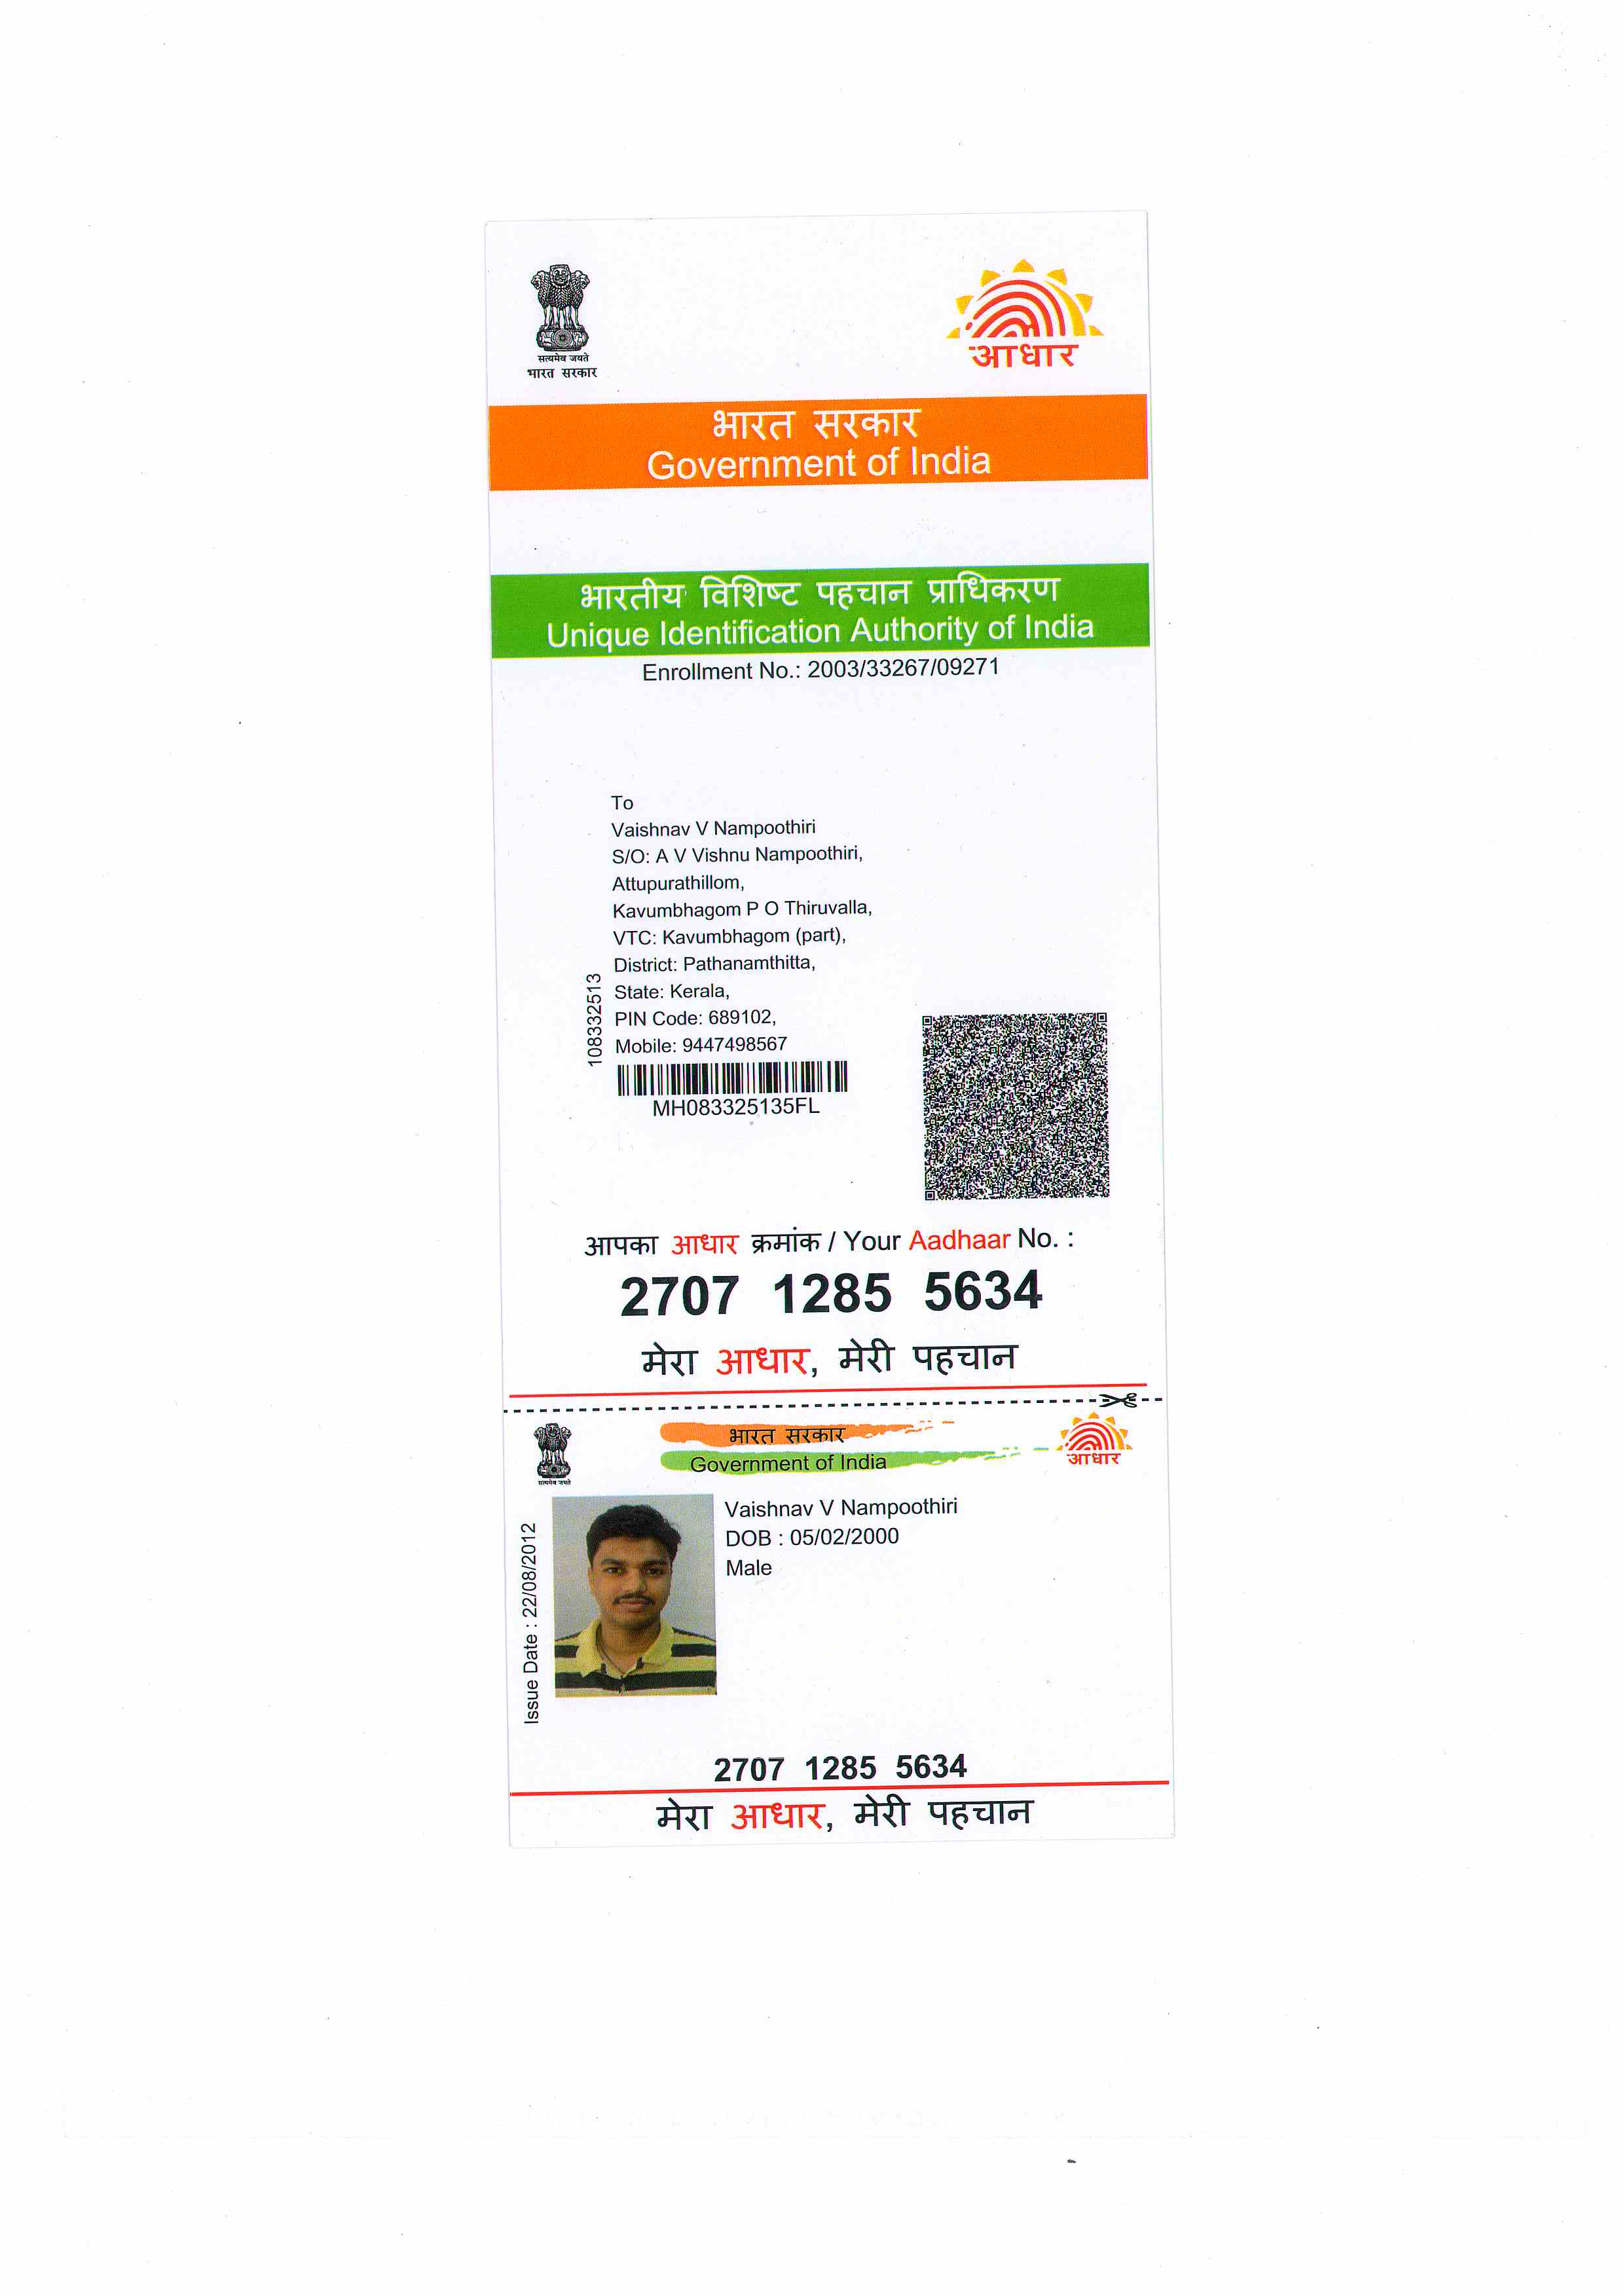 सत्यमेव जयते
भारत सरकार
आधार
भारत सरकार
Government of India
भारतीय विशिष्ट पहचान प्राधिकरण
Unique Identification Authority of India
Enrollment No.: 2003/33267/09271
To
Vaishnav V Nampoothiri
S/O: A V Vishnu Nampoothiri,
Attupurathillom,
Kavumbhagom P O Thiruvalla,
VTC: Kavumbhagom (part),
District: Pathanamthitta,
State: Kerala,
PIN Code: 689102,
Mobile: 9447498567
108332513
MH083325135FL
आपका आधार क्रमांक / Your Aadhaar No. :
2707 1285 5634
मेरा आधार, मेरी पहचान
सत्यमेव जयते
भारत सरकार
Government of India
आधार
Issue Date : 22/08/2012
Vaishnav V Nampoothiri
DOB : 05/02/2000
Male
2707 1285 5634
मेरा आधार, मेरी पहचान